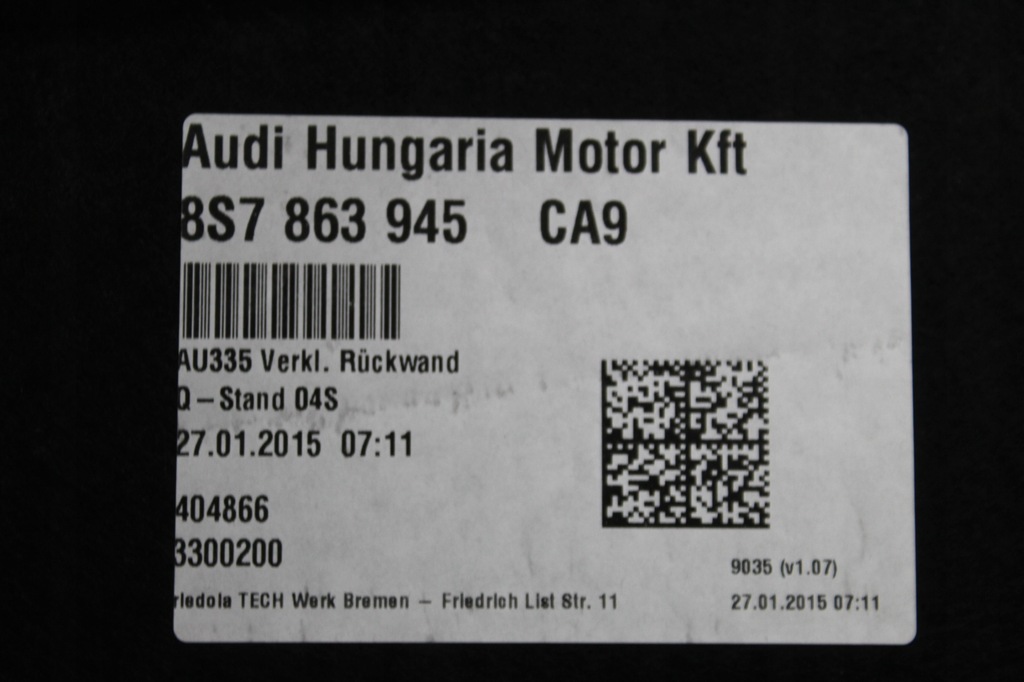 Audi Hungaria Motor Kft
8S7 863 945 CA9
AU335 Verkl. Rückwand
Q – Stand 04S
27.01.2015 07:11
404866
3300200
9035 (v1.07)
riedola TECH Werk Bremen – Friedrich List Str. 11
27.01.2015 07:11